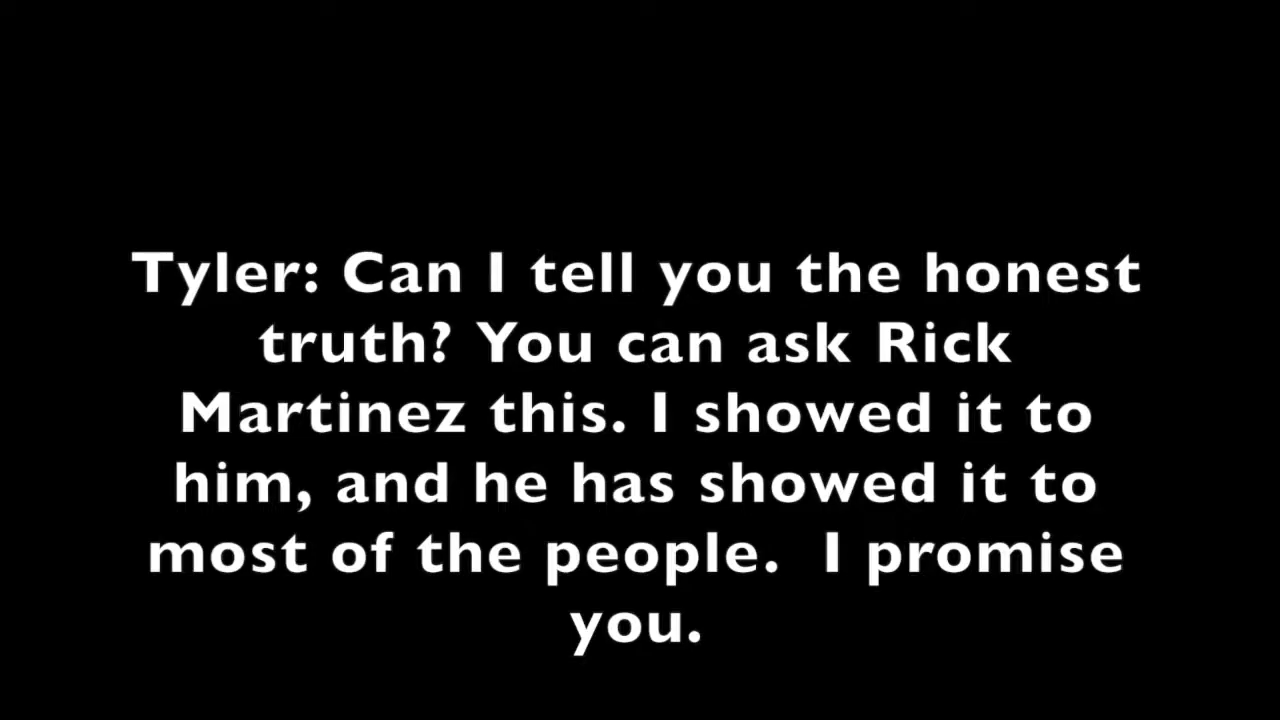 Tyler: Can I tell you the honest
truth? You can ask Rick
Martinez this. I showed it to
him, and he has showed it to
most of the people.  I promise
you.